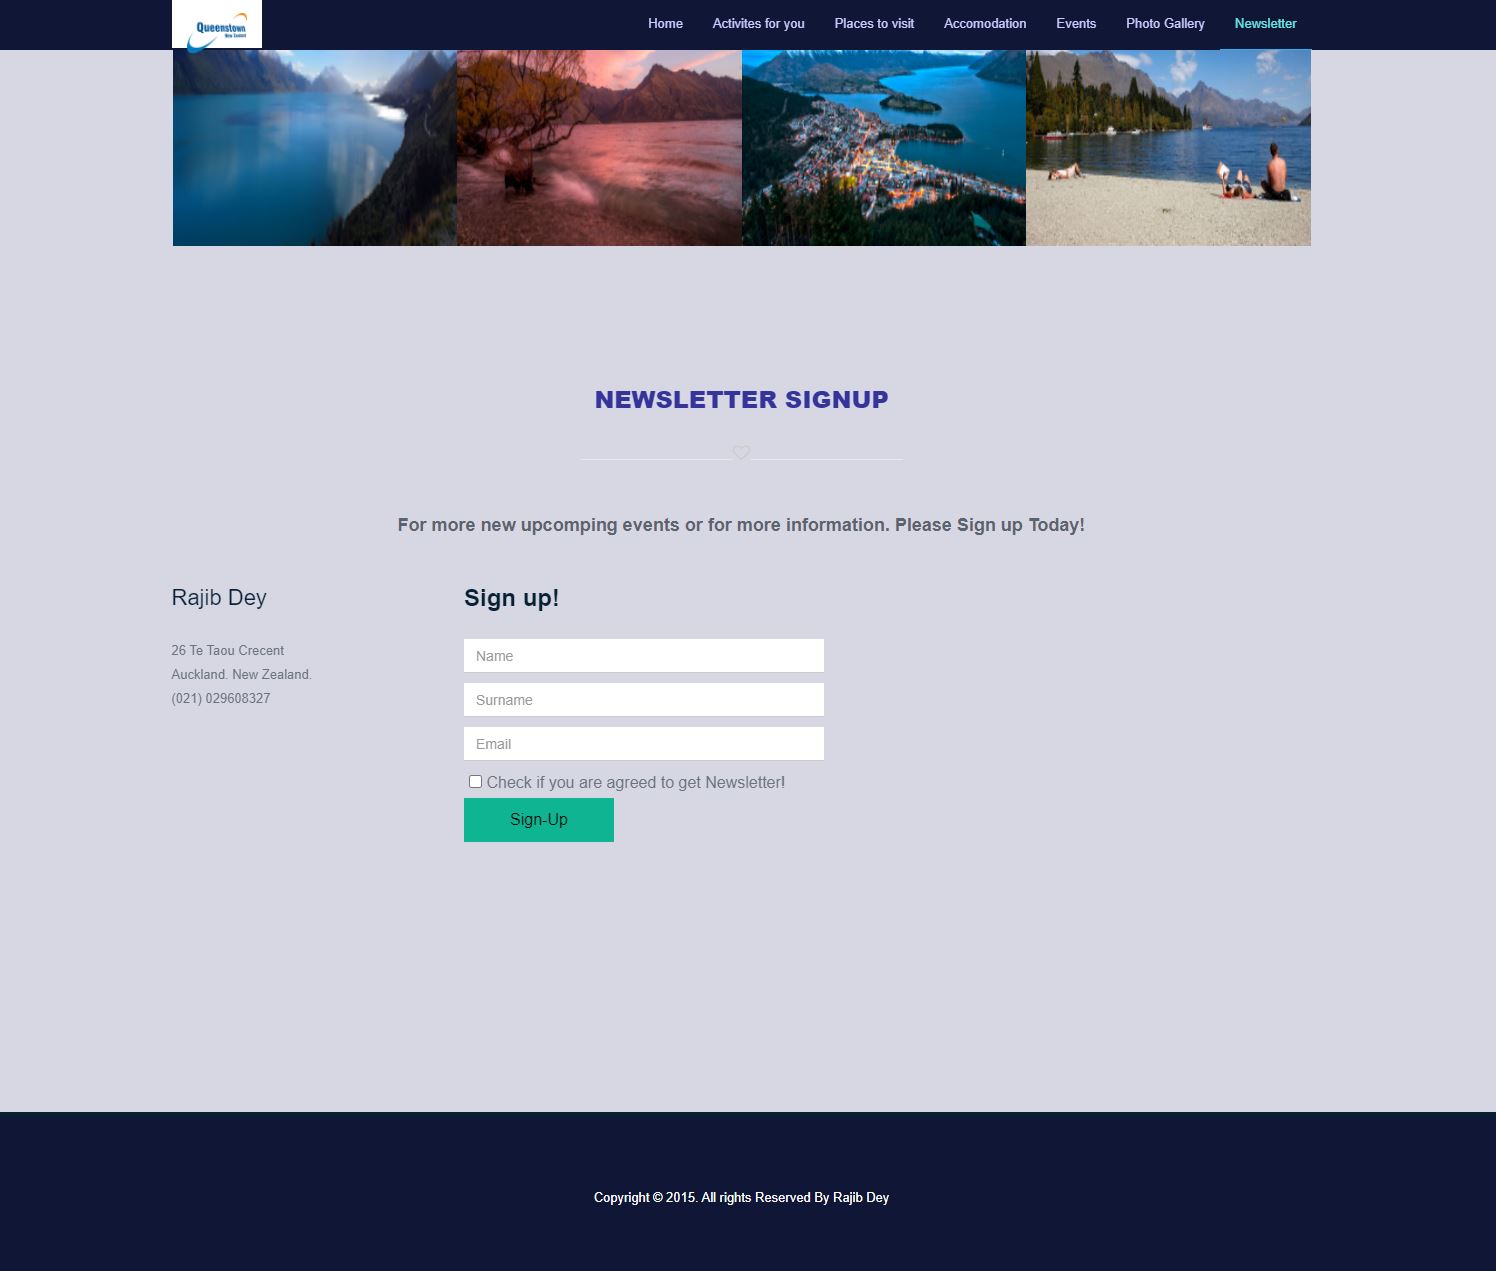 Queenstown
New Zealand
Home Activites for you Places to visit Accomodation Events Photo Gallery Newsletter
NEWSLETTER SIGNUP
For more new upcomping events or for more information. Please Sign up Today!
Rajib Dey
26 Te Taou Crecent
Auckland. New Zealand.
(021) 029608327
Sign up!
Name
Surname
Email
Check if you are agreed to get Newsletter!
Sign-Up
Copyright © 2015. All rights Reserved By Rajib Dey